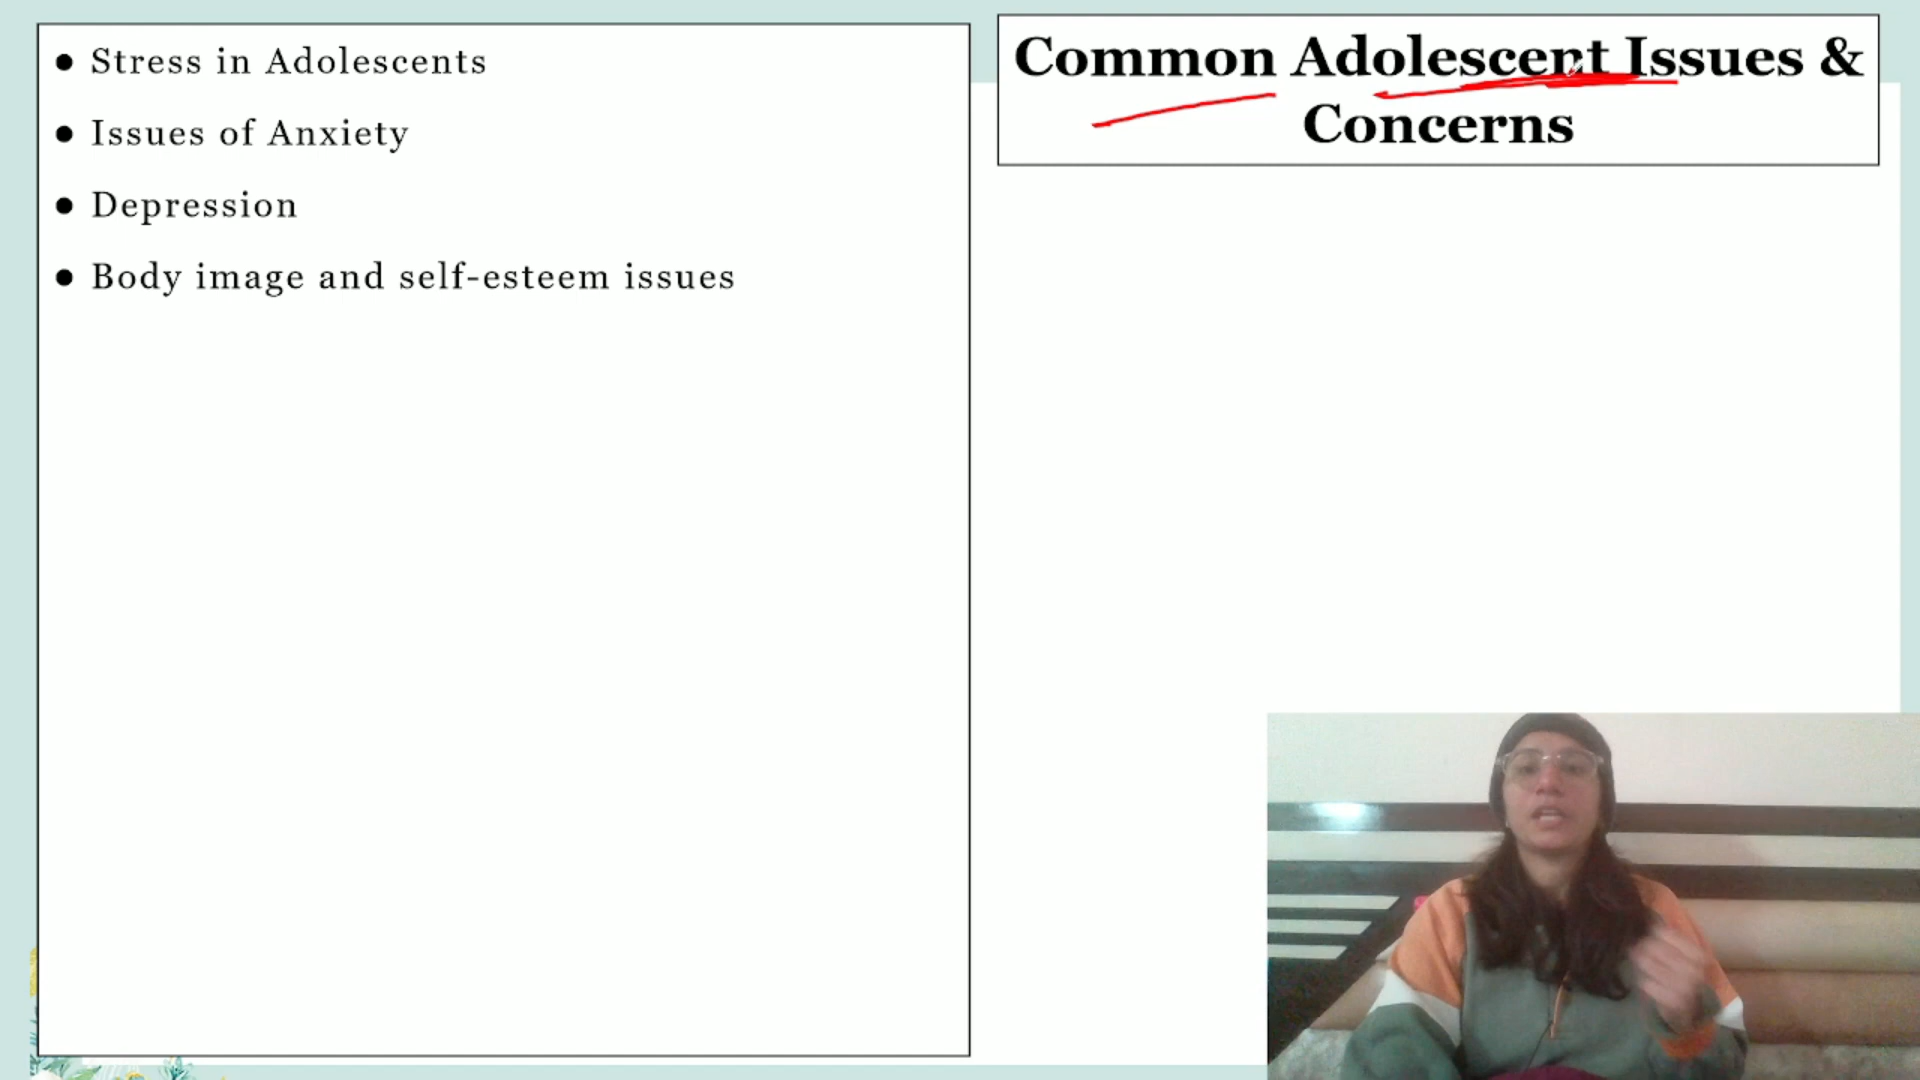 ● Stress in Adolescents
● Issues of Anxiety
● Depression
● Body image and self-esteem issues
Common Adolescent Issues &
Concerns